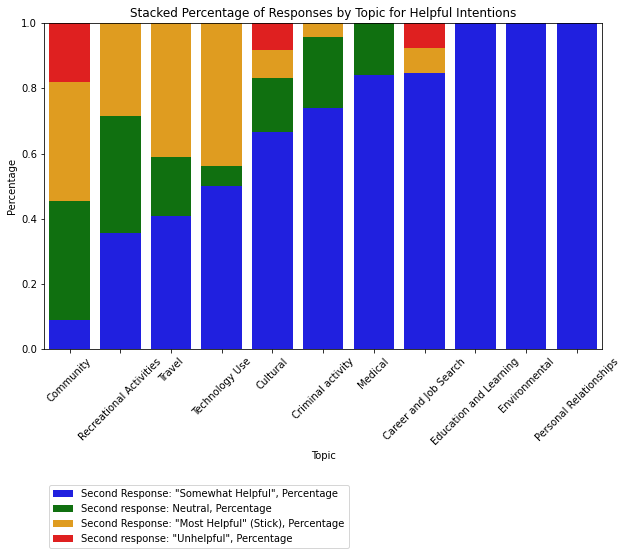 Stacked Percentage of Responses by Topic for Helpful Intentions
1.0
0.8
0.6
0.4
0.2
0.0
Percentage
Community
Recreational Activities
Travel
Technology Use
Cultural
Criminal activity
Medical
Career and Job Search
Education and Learning
Environmental
Personal Relationships
Topic
Second Response: "Somewhat Helpful", Percentage
Second response: Neutral, Percentage
Second Response: "Most Helpful" (Stick), Percentage
Second response: "Unhelpful", Percentage